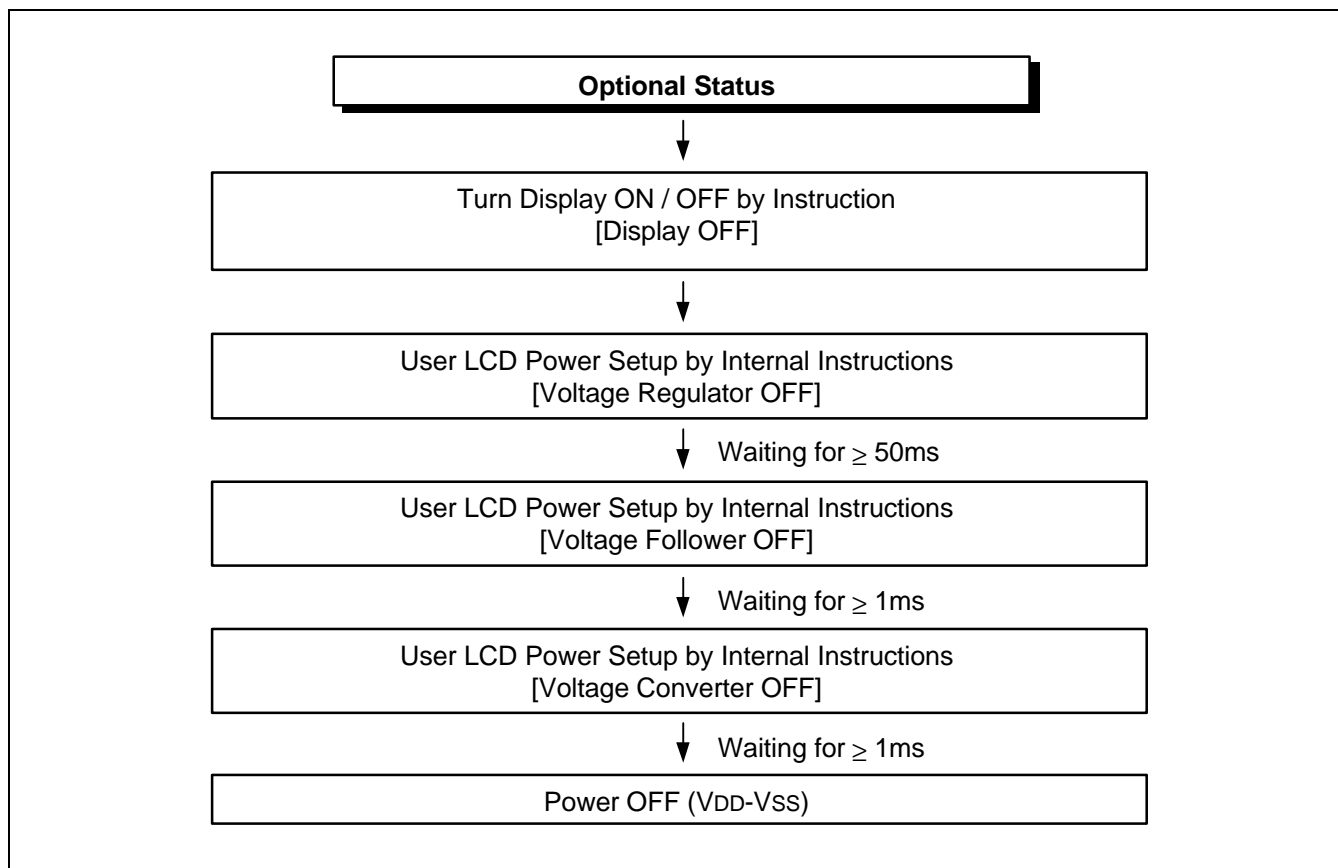 Optional Status
Turn Display ON / OFF by Instruction
[Display OFF]
User LCD Power Setup by Internal Instructions
[Voltage Regulator OFF]
Waiting for ≥ 50ms
User LCD Power Setup by Internal Instructions
[Voltage Follower OFF]
Waiting for ≥ 1ms
User LCD Power Setup by Internal Instructions
[Voltage Converter OFF]
Waiting for ≥ 1ms
Power OFF (VDD-VSS)